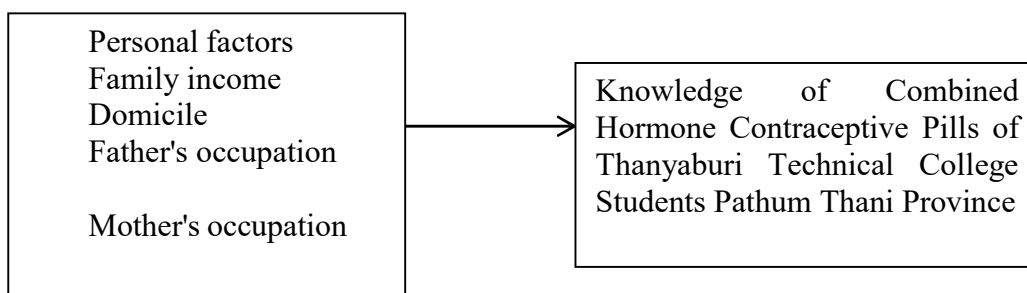 Personal factors
Family income
Domicile
Father's occupation
Mother's occupation
Knowledge of Combined
Hormone Contraceptive Pills of
Thanyaburi Technical College
Students Pathum Thani Province